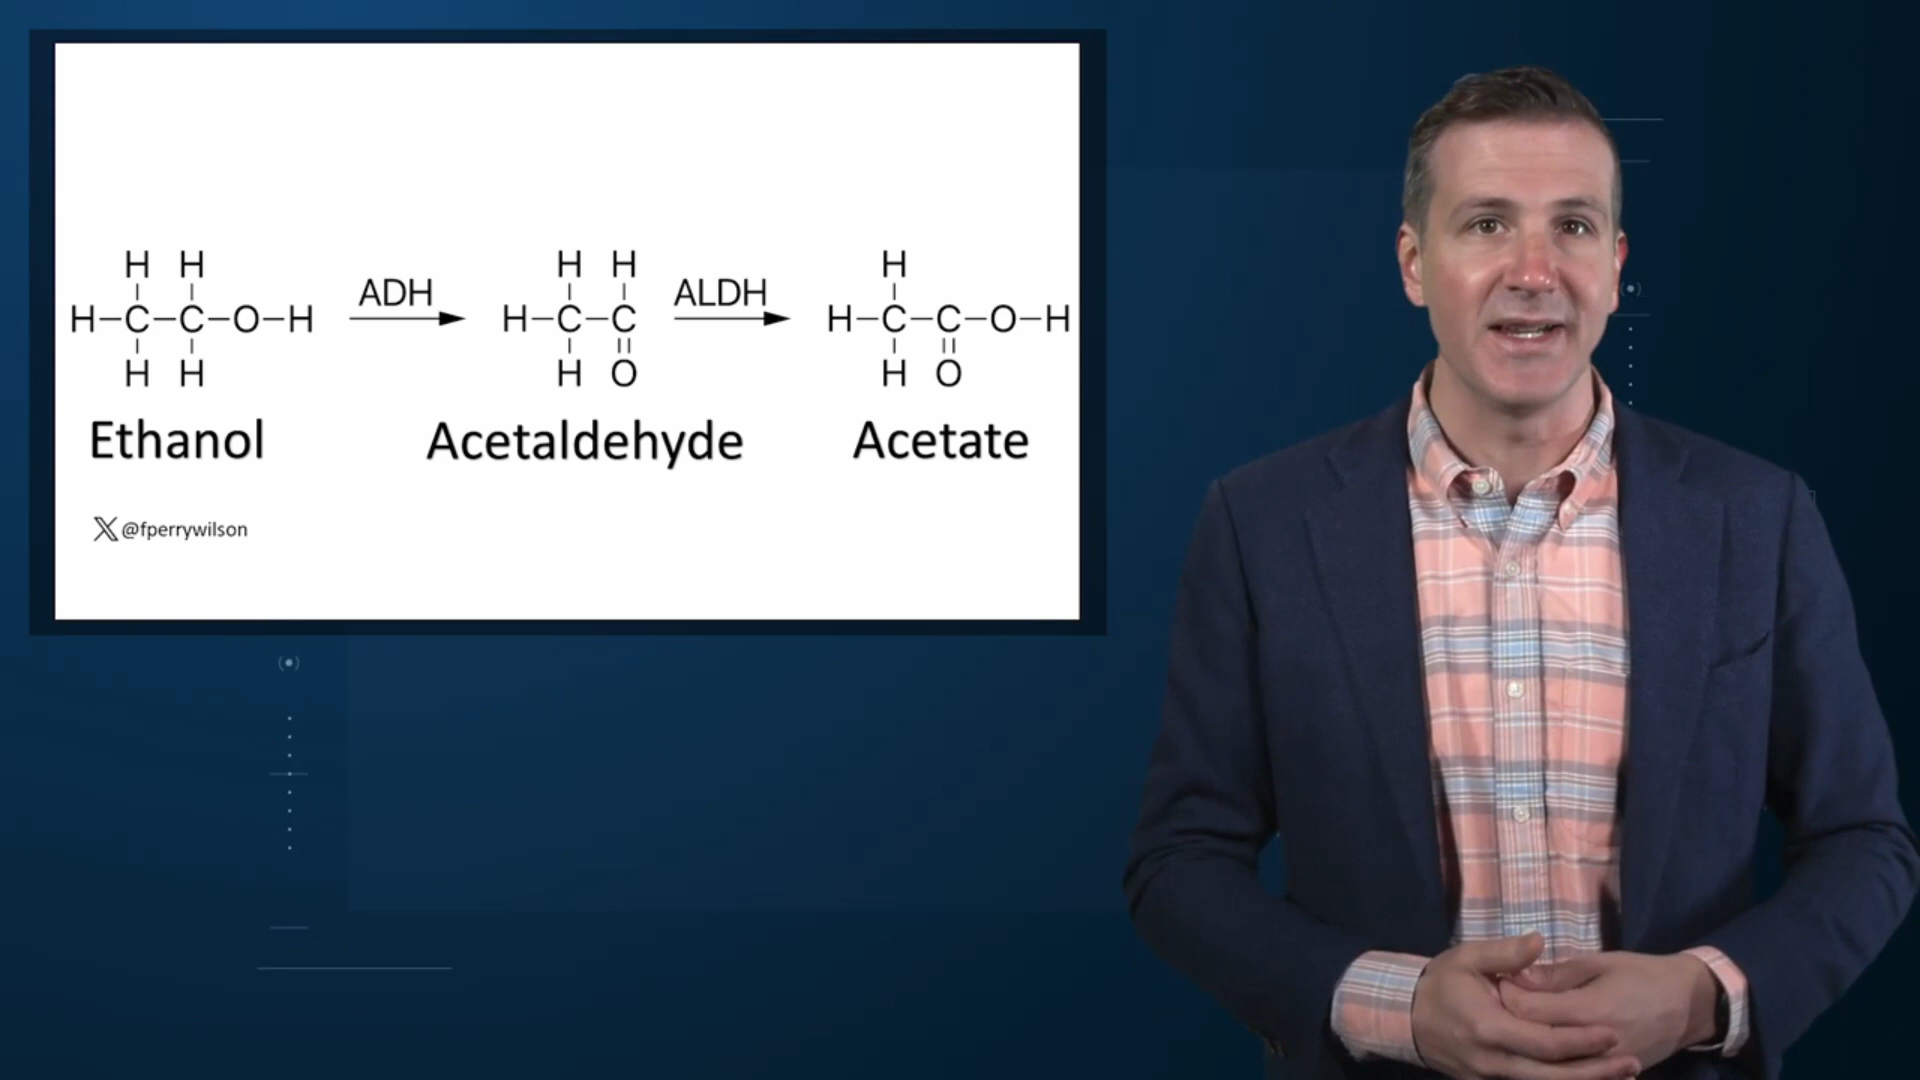 H H
ADH
H H
ALDH
H
H-C-C-O-H
H-C-C
H-C-C-O-H
H H
H O
H O
Ethanol
Acetaldehyde
Acetate
X @fperrywilson